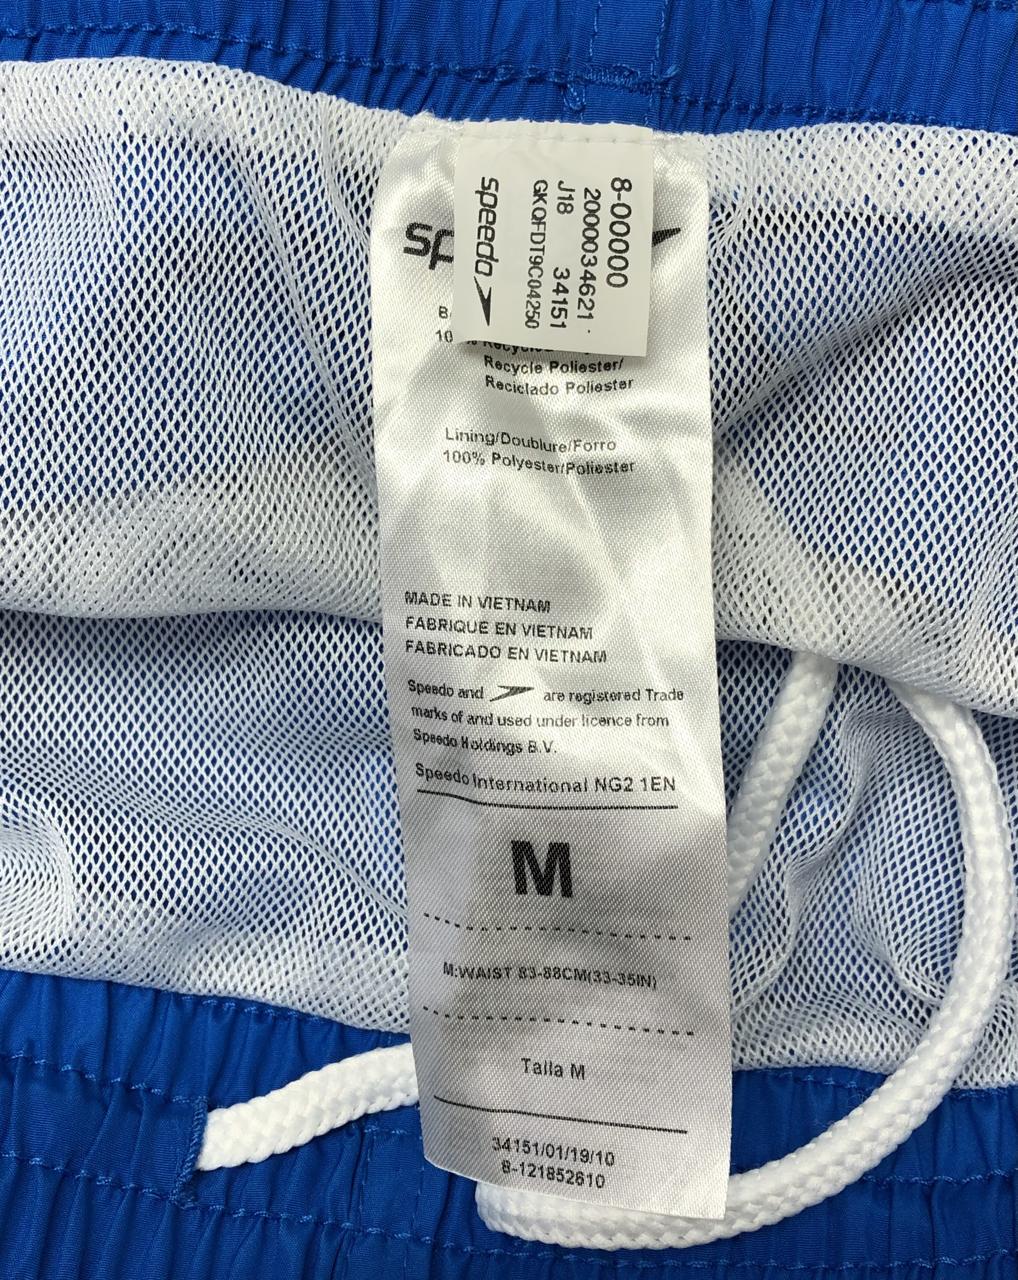 8-00000
2000034621
J18 34151
GKQFDT9C04250
speedo
Recycle Poliester/
Reciclado Poliester
Lining/Doublure/Forro
100% Polyester/Poliester
MADE IN VIETNAM
FABRIQUE EN VIETNAM
FABRICADO EN VIETNAM
Speedo and are registered Trade
marks of and used under licence from
Speedo Holdings B.V.
Speedo International NG2 1EN
M
M:WAIST 83-88CM(33-35IN)
Talla M
34151/01/19/10
8-121852610